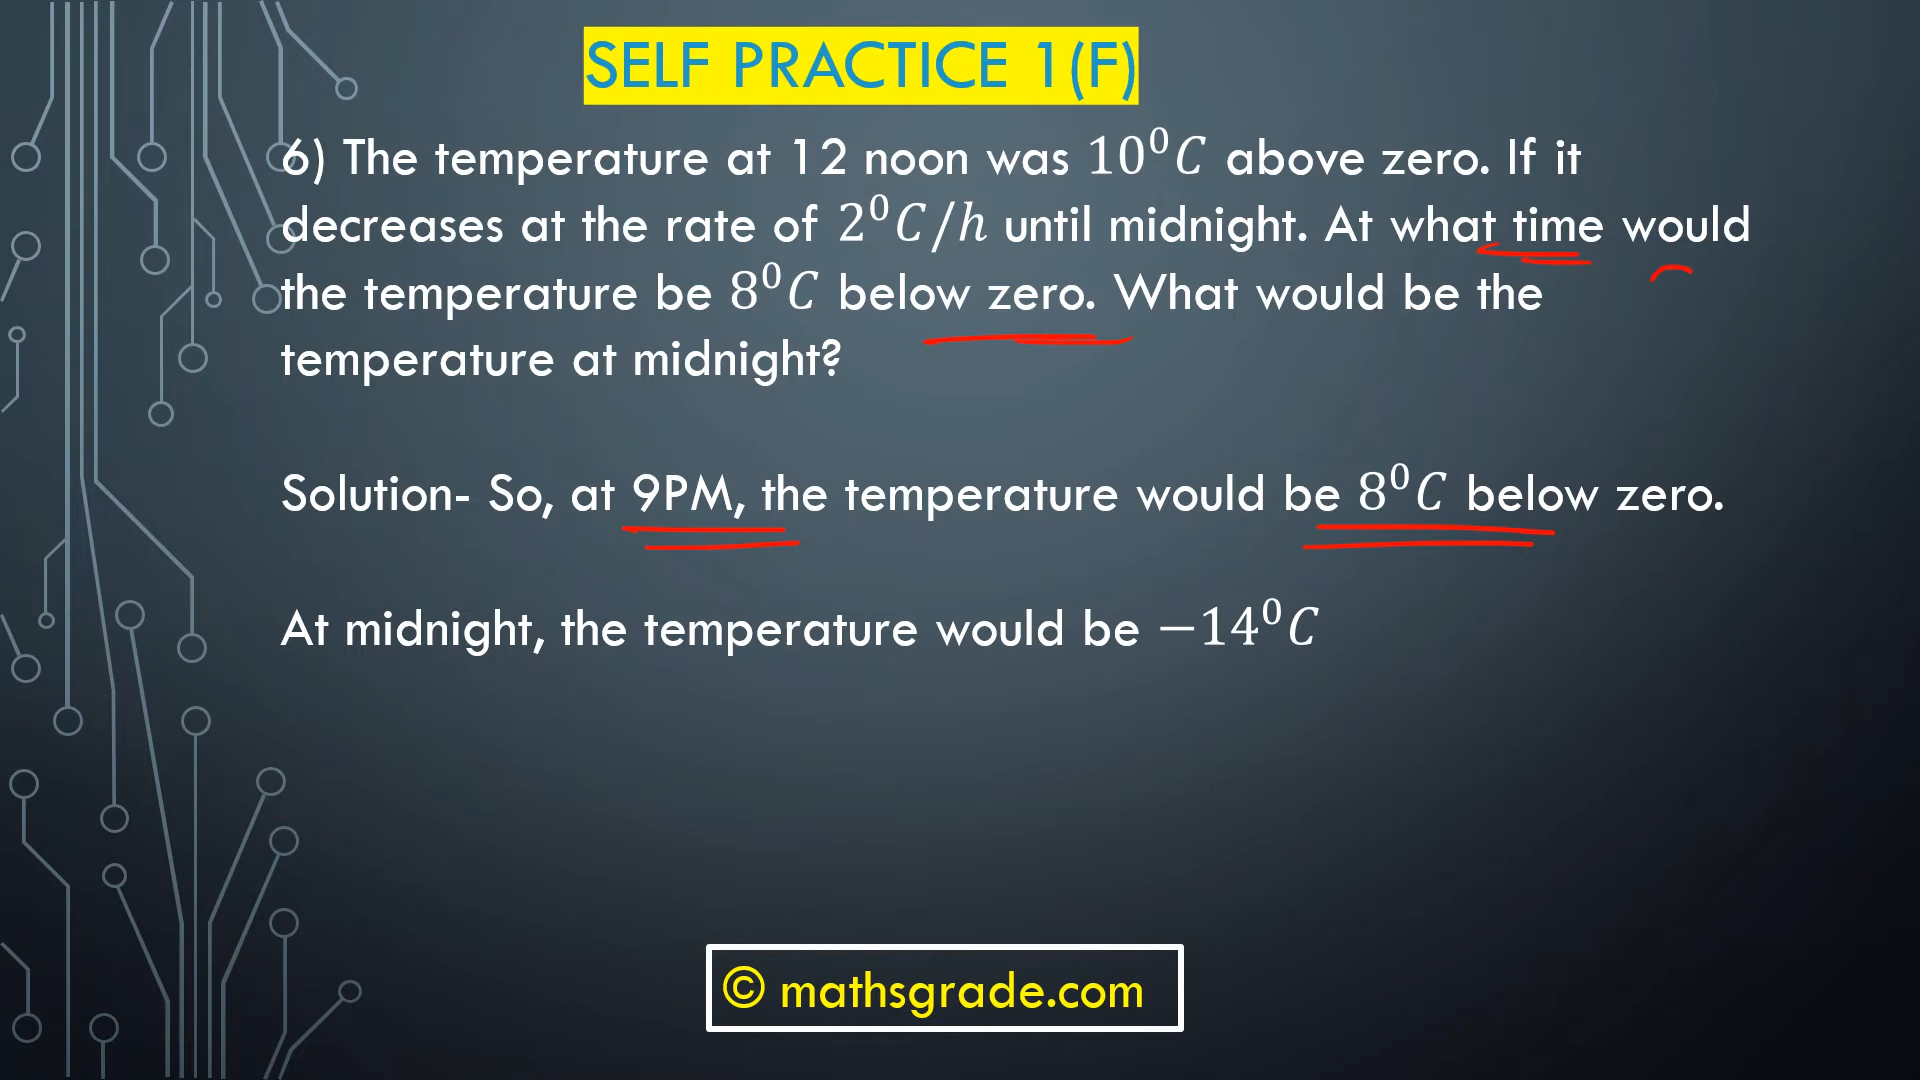 SELF PRACTICE 1(F)
6) The temperature at 12 noon was 10⁰C above zero. If it
decreases at the rate of 2⁰C/h until midnight. At what time would
the temperature be 8⁰C below zero. What would be the
temperature at midnight?
Solution- So, at 9PM, the temperature would be 8⁰C below zero.
At midnight, the temperature would be −14⁰C
© mathsgrade.com